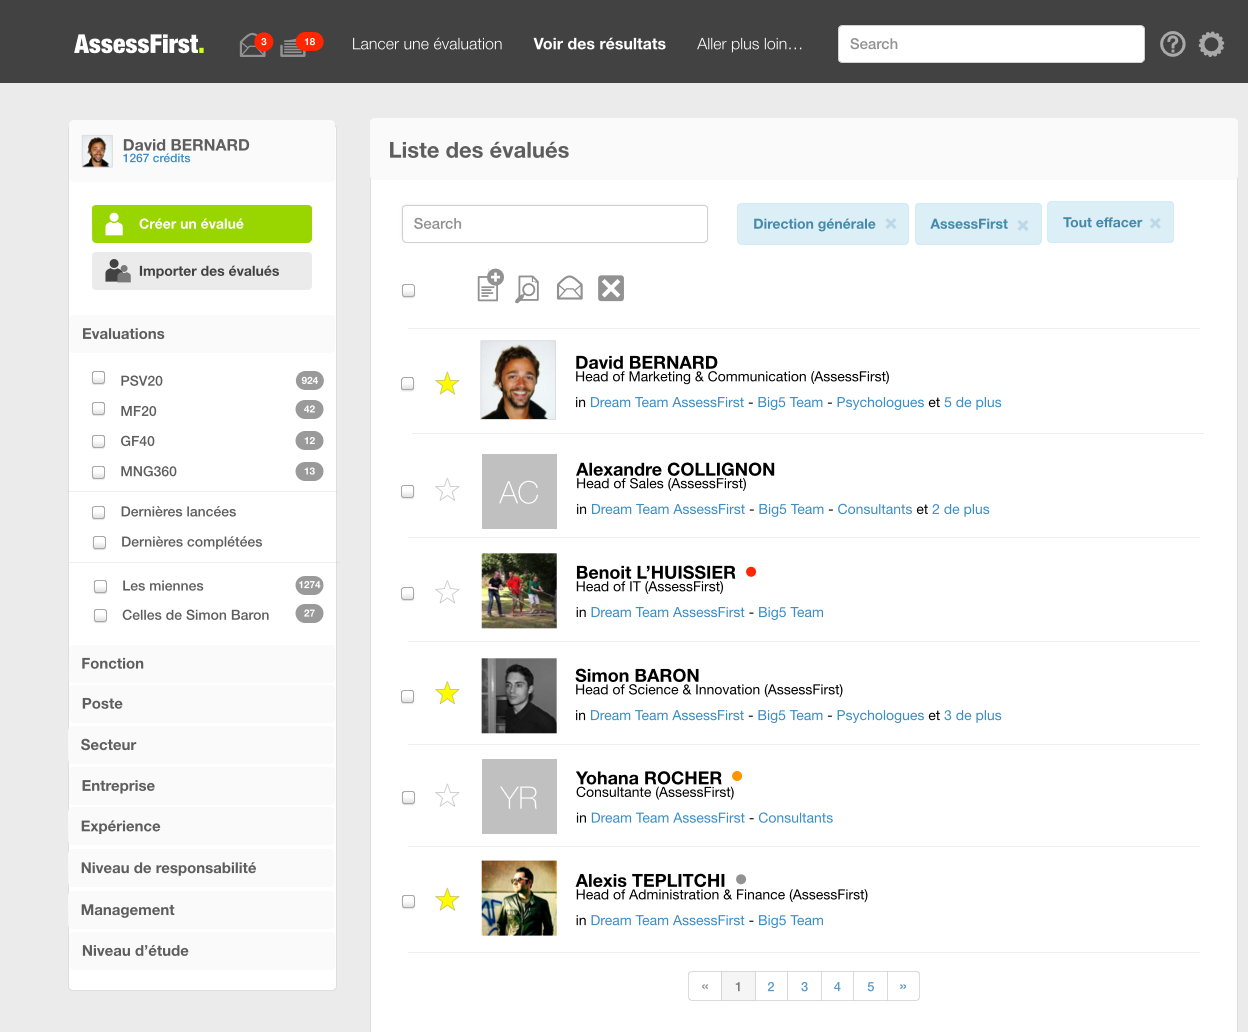 AssessFirst.
3
18
Lancer une évaluation
Voir des résultats
Aller plus loin...
Search
?
David BERNARD
1267 crédits
Créer un évalué
Importer des évalués
Evaluations
PSV20 924
MF20 42
GF40 12
MNG360 13
Dernières lancées
Dernières complétées
Les miennes 1274
Celles de Simon Baron 27
Fonction
Poste
Secteur
Entreprise
Expérience
Niveau de responsabilité
Management
Niveau d’étude
Liste des évalués
Search
Direction générale ×
AssessFirst ×
Tout effacer ×
David BERNARD
Head of Marketing & Communication (AssessFirst)
in Dream Team AssessFirst - Big5 Team - Psychologues et 5 de plus
AC
Alexandre COLLIGNON
Head of Sales (AssessFirst)
in Dream Team AssessFirst - Big5 Team - Consultants et 2 de plus
Benoit L’HUISSIER
Head of IT (AssessFirst)
in Dream Team AssessFirst - Big5 Team
Simon BARON
Head of Science & Innovation (AssessFirst)
in Dream Team AssessFirst - Big5 Team - Psychologues et 3 de plus
YR
Yohana ROCHER
Consultante (AssessFirst)
in Dream Team AssessFirst - Consultants
Alexis TEPLITCHI
Head of Administration & Finance (AssessFirst)
in Dream Team AssessFirst - Big5 Team
« 1 2 3 4 5 »